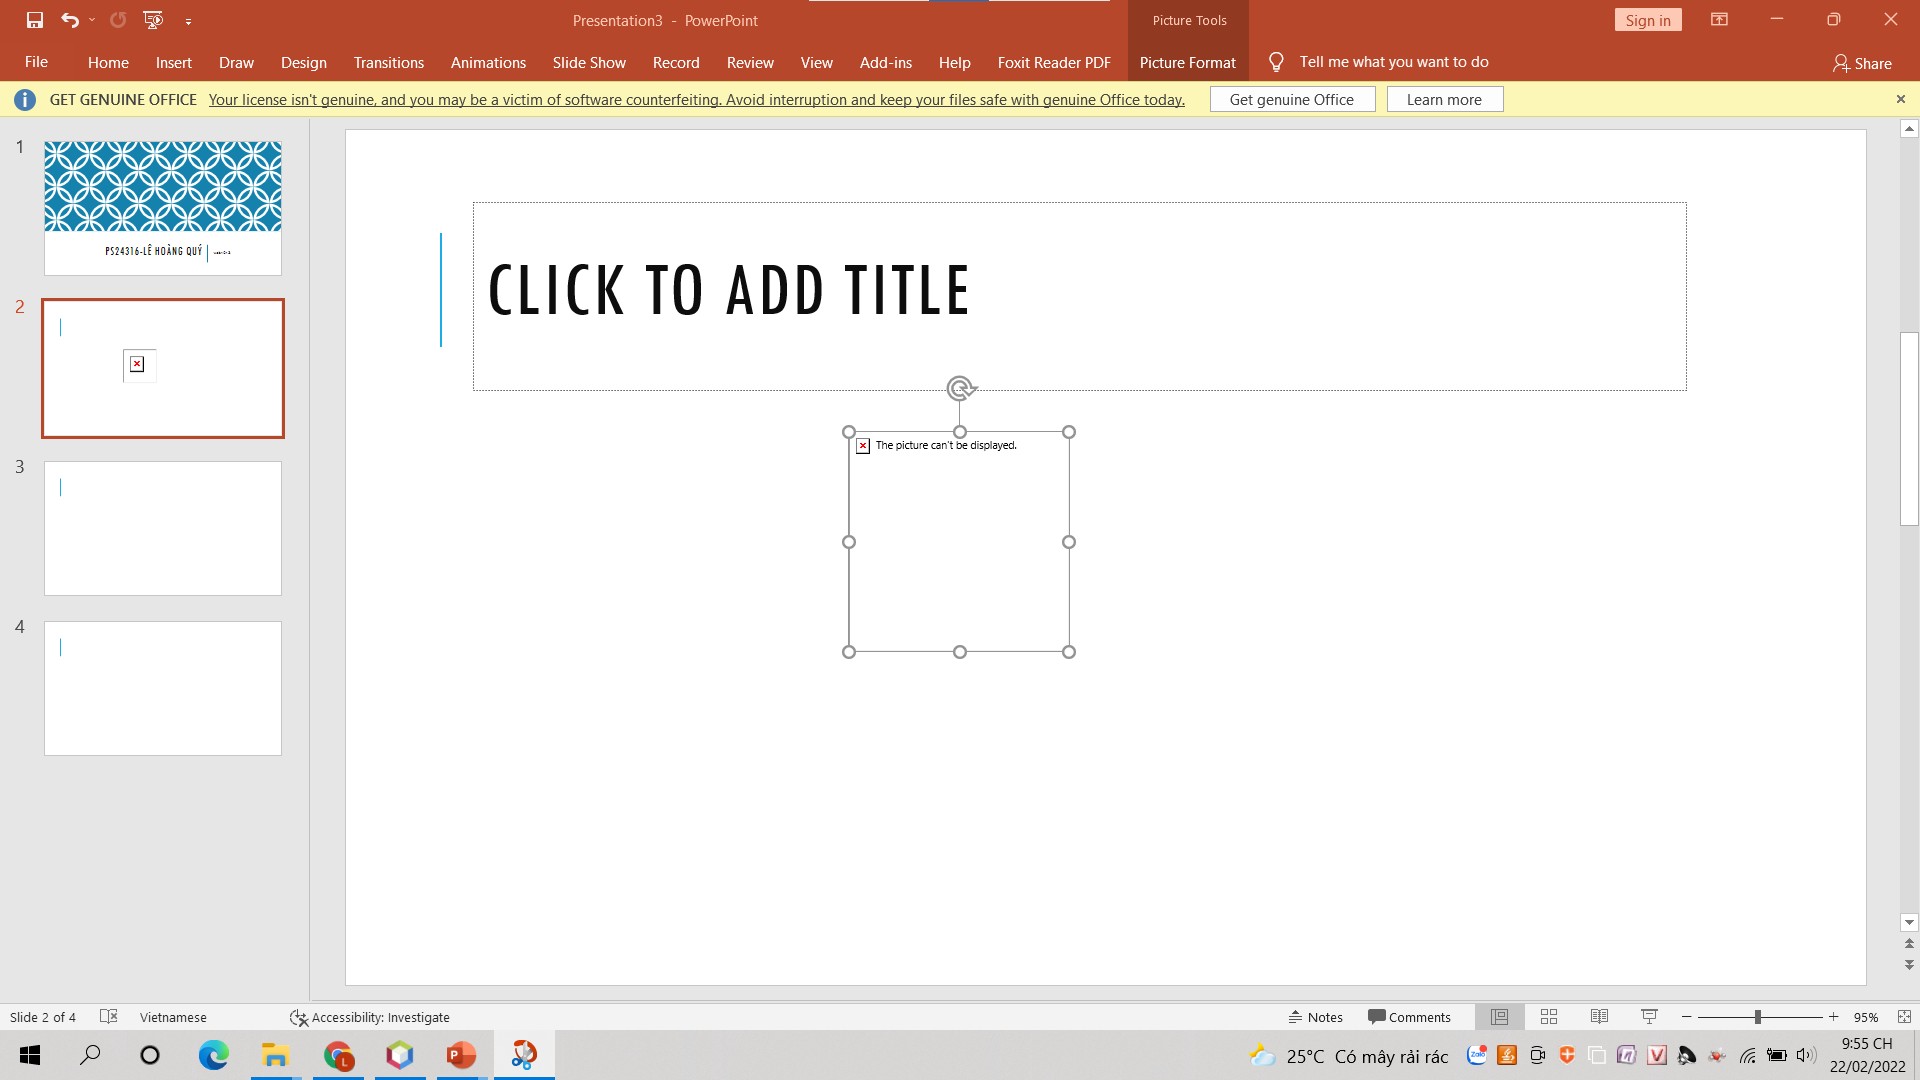 Presentation3 - PowerPoint
Picture Tools
Sign in
File Home Insert Draw Design Transitions Animations Slide Show Record Review View Add-ins Help Foxit Reader PDF Picture Format Tell me what you want to do Share
GET GENUINE OFFICE Your license isn't genuine, and you may be a victim of software counterfeiting. Avoid interruption and keep your files safe with genuine Office today. Get genuine Office Learn more
1
PS24316-LÊ HOÀNG QUÝ
2
3
4
CLICK TO ADD TITLE
The picture can't be displayed.
Slide 2 of 4 Vietnamese Accessibility: Investigate Notes Comments 95%
25°C Có mây rải rác
9:55 CH
22/02/2022